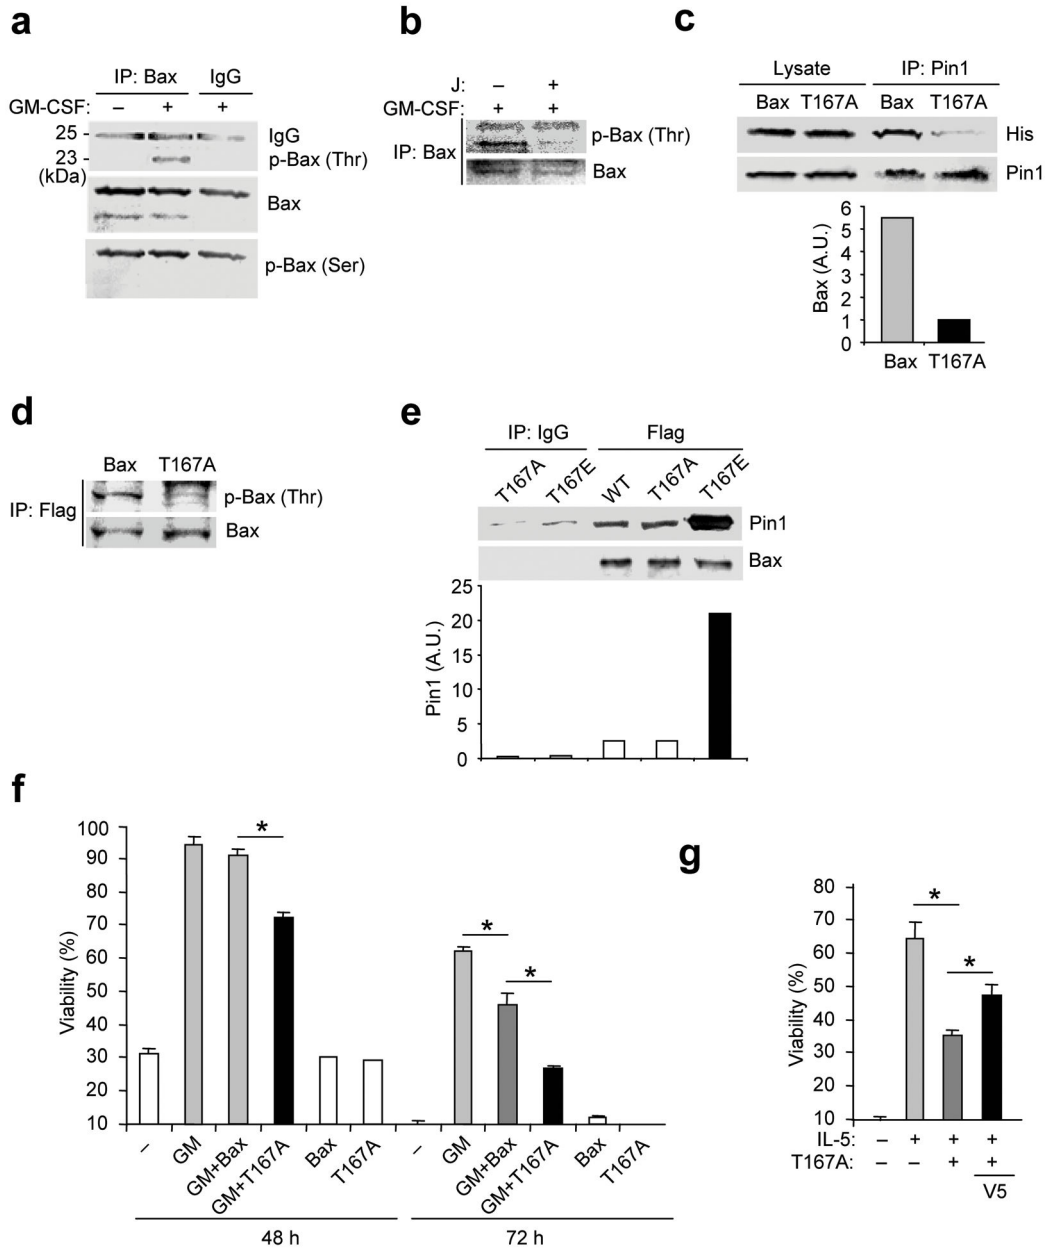 a
IP: Bax IgG
GM-CSF: – + +
25 IgG
23 p-Bax (Thr)
(kDa)
Bax
p-Bax (Ser)
b
J: – +
GM-CSF: + +
IP: Bax
p-Bax (Thr)
Bax
c
Lysate IP: Pin1
Bax T167A Bax T167A
His
Pin1
Bax (A.U.)
6
5
4
3
2
1
0
Bax T167A
d
Bax T167A
IP: Flag
p-Bax (Thr)
Bax
e
IP: IgG Flag
T167A T167E WT T167A T167E
Pin1
Bax
Pin1 (A.U.)
25
20
15
10
5
0
f
Viability (%)
100
90
80
70
60
50
40
30
20
10
* * *
– GM GM+Bax GM+T167A Bax T167A – GM GM+Bax GM+T167A Bax T167A
48 h 72 h
g
Viability (%)
80
70
60
50
40
30
20
10
* *
IL-5: – + + +
T167A: – – + +
V5